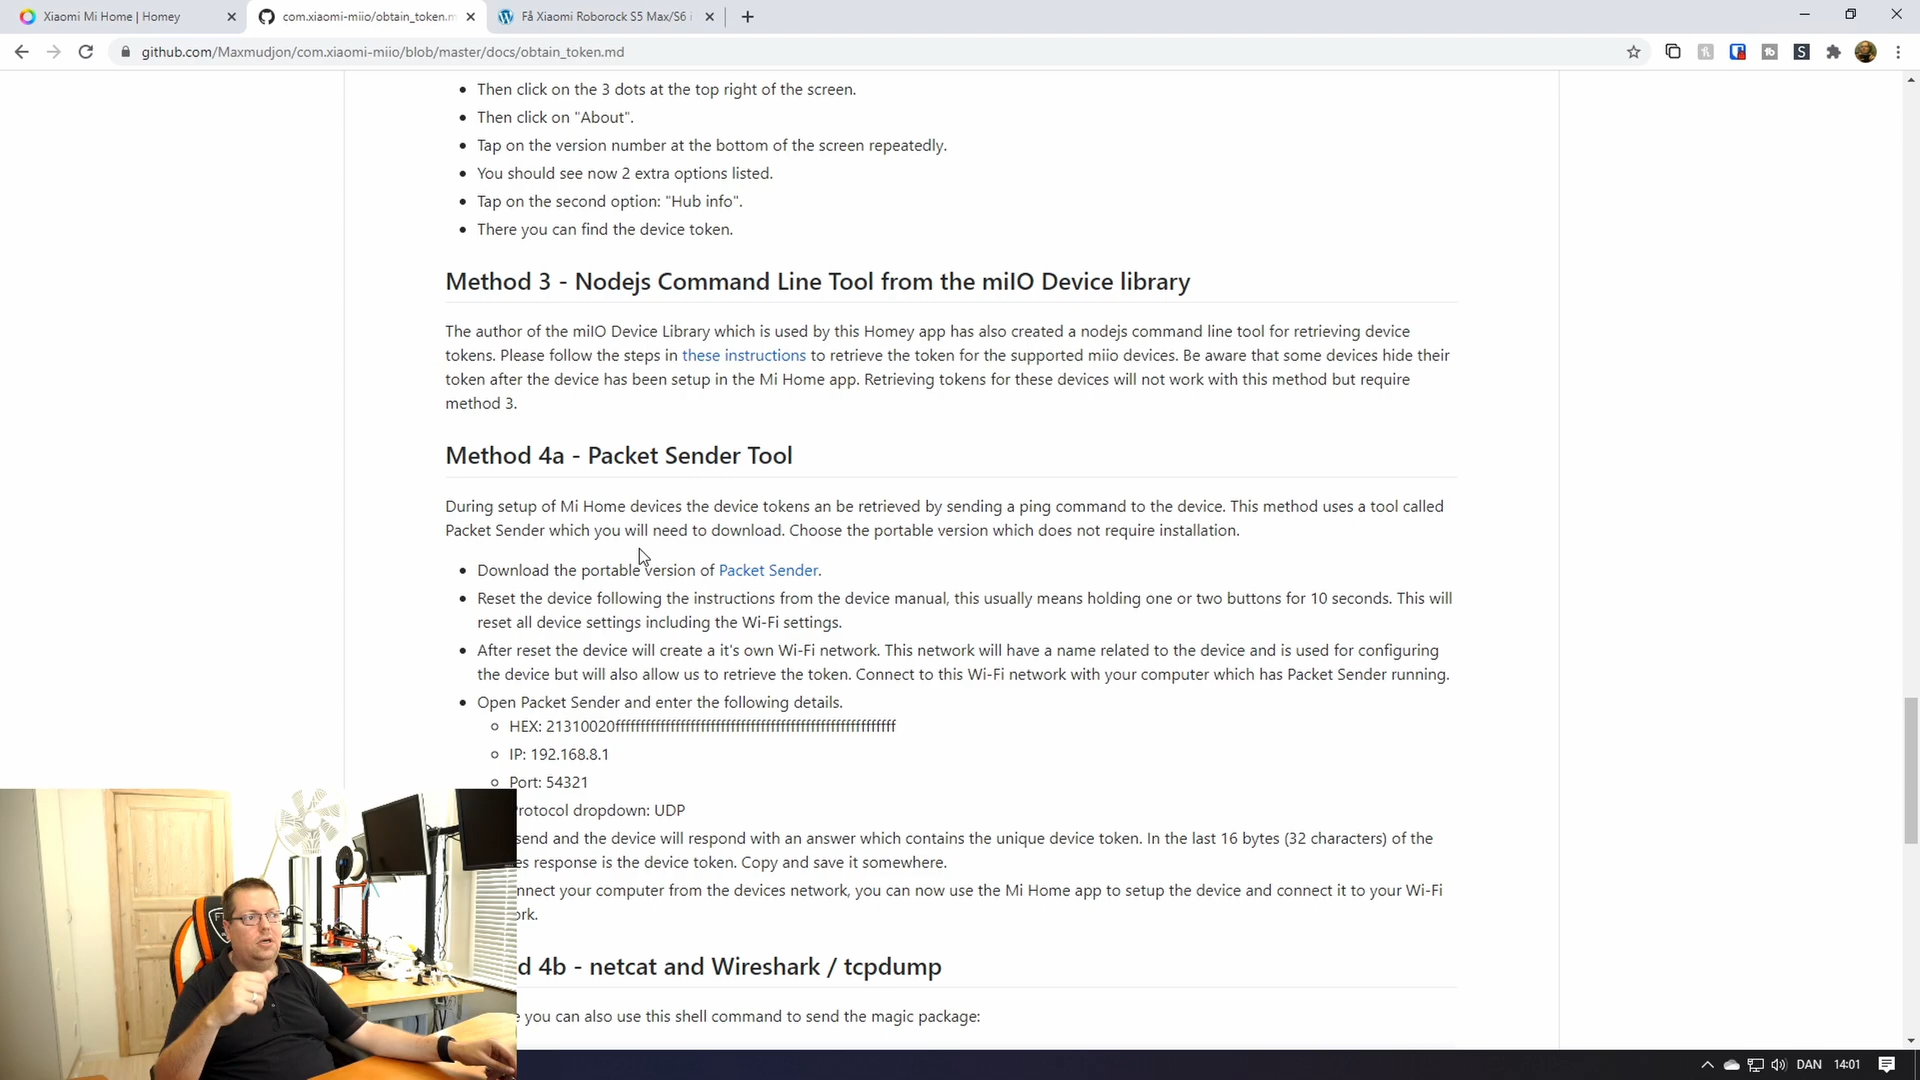 Xiaomi Mi Home | Homey
com.xiaomi-miio/obtain_token.m
Få Xiaomi Roborock S5 Max/S6 i
github.com/Maxmudjon/com.xiaomi-miio/blob/master/docs/obtain_token.md
Then click on the 3 dots at the top right of the screen.
Then click on "About".
Tap on the version number at the bottom of the screen repeatedly.
You should see now 2 extra options listed.
Tap on the second option: "Hub info".
There you can find the device token.
Method 3 - Nodejs Command Line Tool from the miIO Device library
The author of the miIO Device Library which is used by this Homey app has also created a nodejs command line tool for retrieving device
tokens. Please follow the steps in these instructions to retrieve the token for the supported miio devices. Be aware that some devices hide their
token after the device has been setup in the Mi Home app. Retrieving tokens for these devices will not work with this method but require
method 3.
Method 4a - Packet Sender Tool
During setup of Mi Home devices the device tokens an be retrieved by sending a ping command to the device. This method uses a tool called
Packet Sender which you will need to download. Choose the portable version which does not require installation.
Download the portable version of Packet Sender.
Reset the device following the instructions from the device manual, this usually means holding one or two buttons for 10 seconds. This will
reset all device settings including the Wi-Fi settings.
After reset the device will create a it's own Wi-Fi network. This network will have a name related to the device and is used for configuring
the device but will also allow us to retrieve the token. Connect to this Wi-Fi network with your computer which has Packet Sender running.
Open Packet Sender and enter the following details.
HEX: 21310020ffffffffffffffffffffffffffffffffffffffffffffffffffffffff
IP: 192.168.8.1
Port: 54321
rotocol dropdown: UDP
send and the device will respond with an answer which contains the unique device token. In the last 16 bytes (32 characters) of the
es response is the device token. Copy and save it somewhere.
nnect your computer from the devices network, you can now use the Mi Home app to setup the device and connect it to your Wi-Fi
ork.
d 4b - netcat and Wireshark / tcpdump
e you can also use this shell command to send the magic package:
DAN 14:01